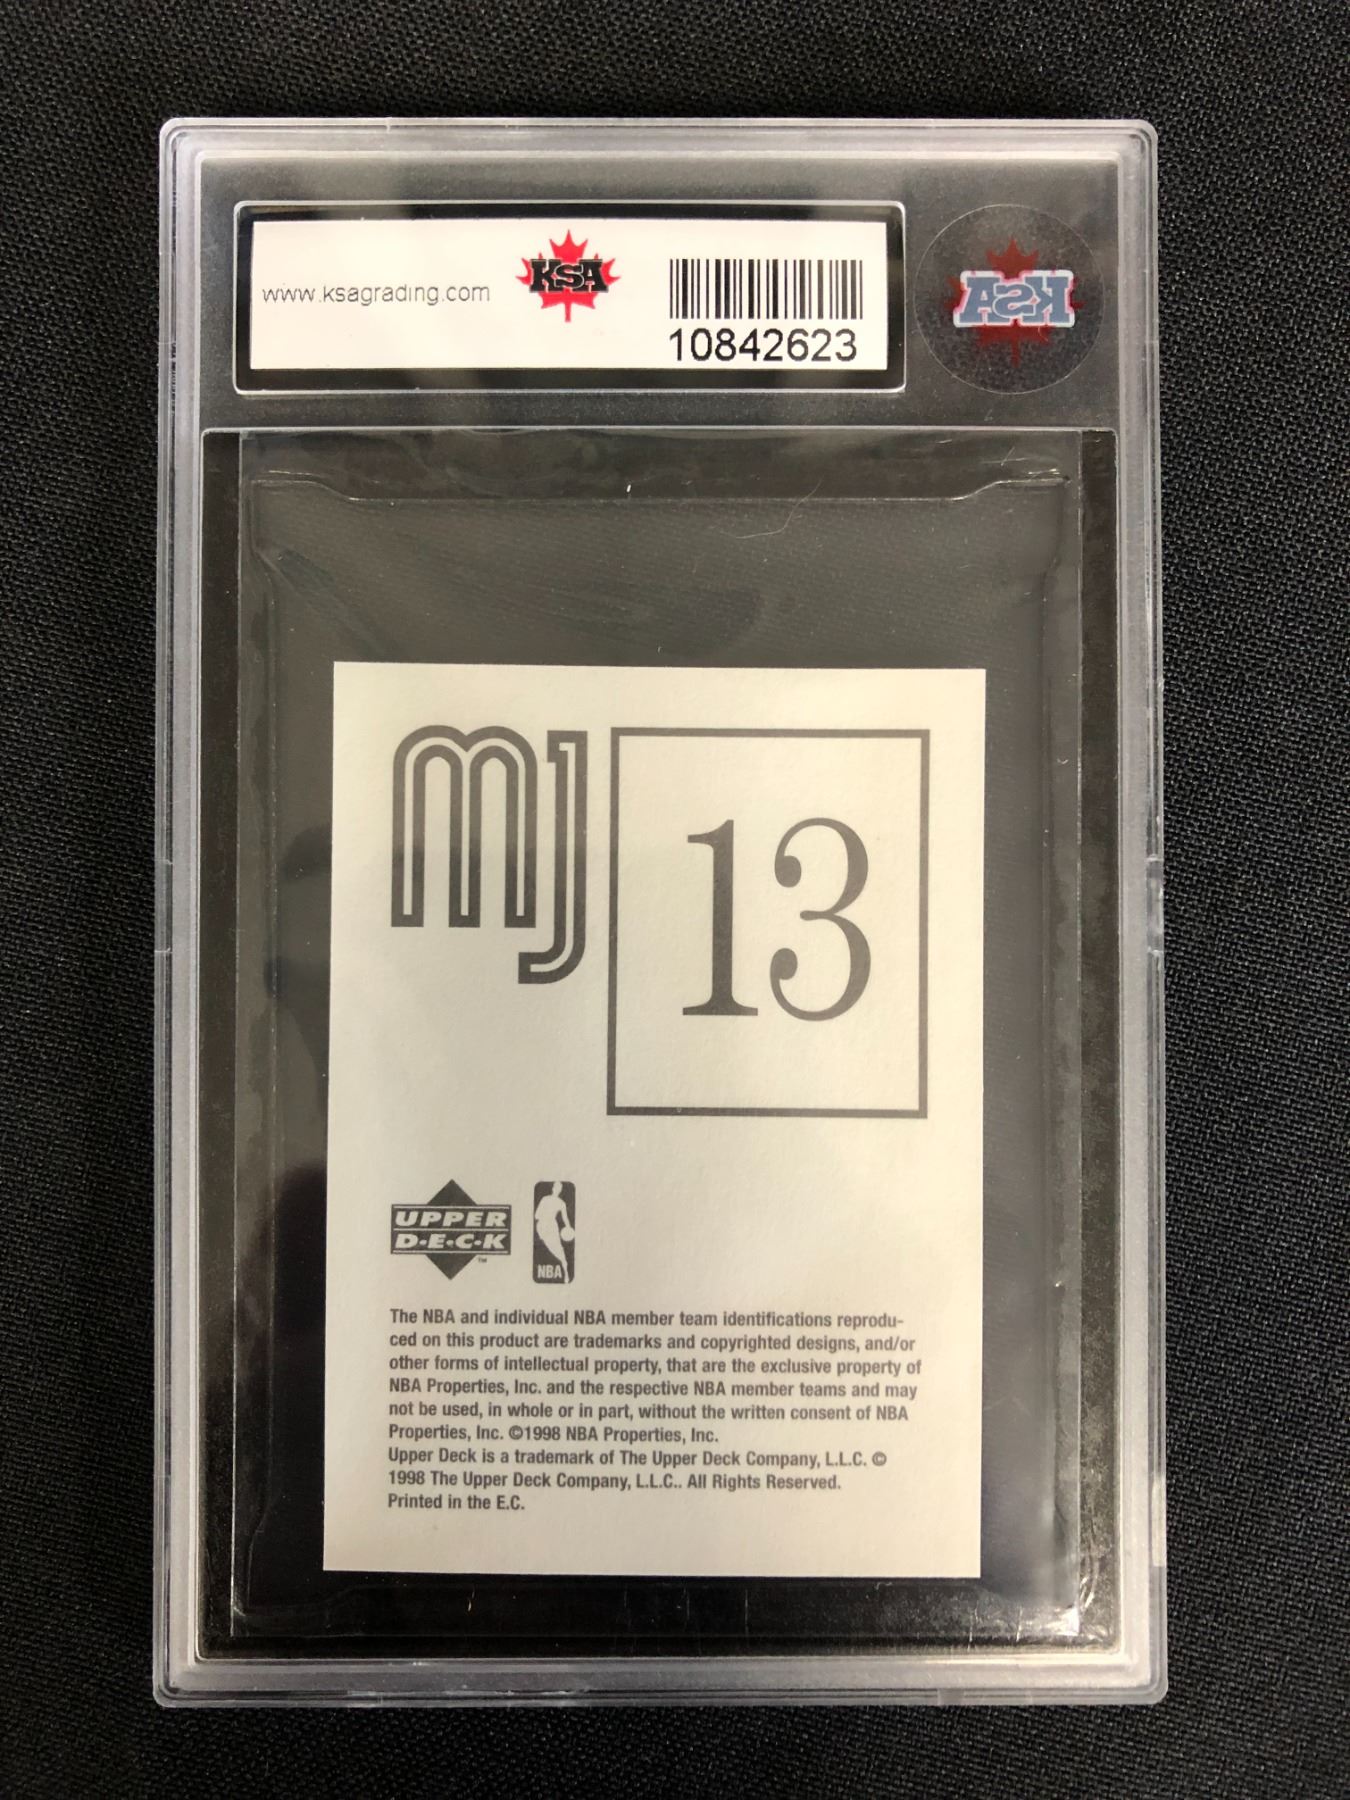 www.ksagrading.com
KSA
10842623
KSA
MJ
13
UPPER
D·E·C·K
™
NBA
The NBA and individual NBA member team identifications reprodu-
ced on this product are trademarks and copyrighted designs, and/or
other forms of intellectual property, that are the exclusive property of
NBA Properties, Inc. and the respective NBA member teams and may
not be used, in whole or in part, without the written consent of NBA
Properties, Inc. ©1998 NBA Properties, Inc.
Upper Deck is a trademark of The Upper Deck Company, L.L.C. ©
1998 The Upper Deck Company, L.L.C.. All Rights Reserved.
Printed in the E.C.